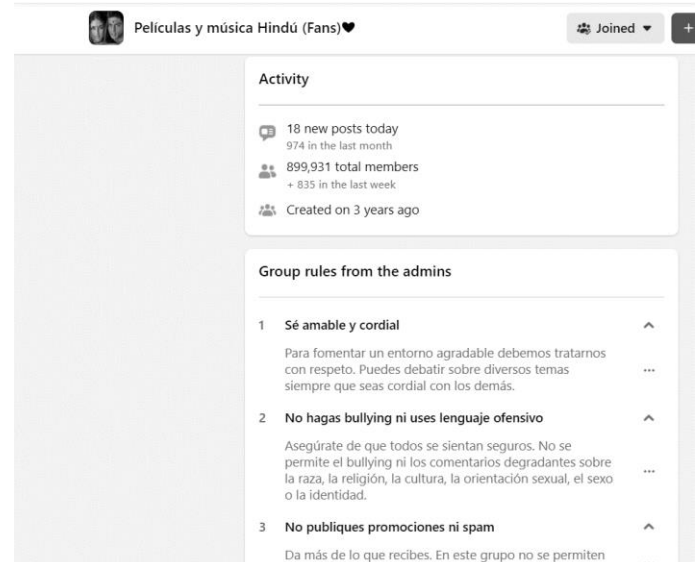 Películas y música Hindú (Fans)🖤
Joined
+
Activity
18 new posts today
974 in the last month
899,931 total members
+ 835 in the last week
Created on 3 years ago
Group rules from the admins
1 Sé amable y cordial
Para fomentar un entorno agradable debemos tratarnos
con respeto. Puedes debatir sobre diversos temas
siempre que seas cordial con los demás.
2 No hagas bullying ni uses lenguaje ofensivo
Asegúrate de que todos se sientan seguros. No se
permite el bullying ni los comentarios degradantes sobre
la raza, la religión, la cultura, la orientación sexual, el sexo
o la identidad.
3 No publiques promociones ni spam
Da más de lo que recibes. En este grupo no se permiten